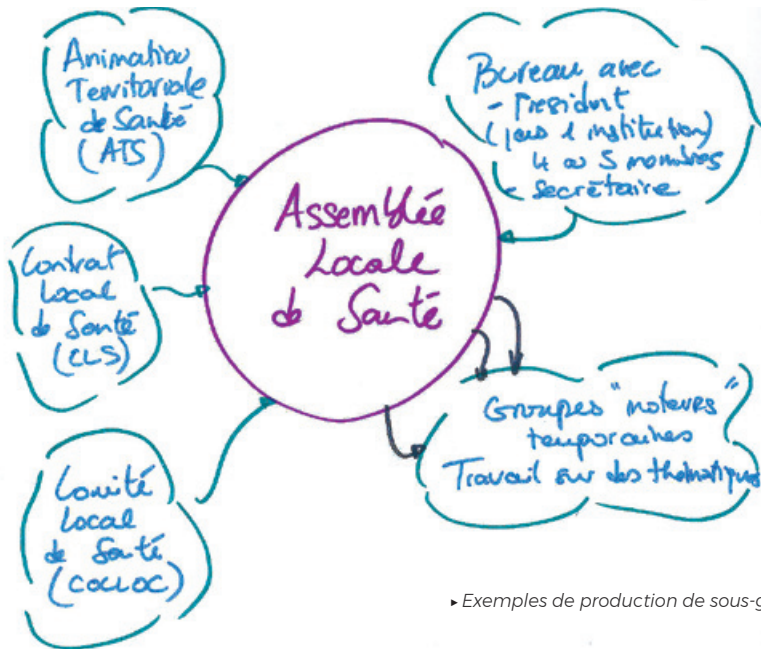 Animation
Territoriale
de Santé
(ATS)
Bureau avec
- Président
(pas 1 institution)
4 ou 5 membres
- secrétaire
Assemblée
Locale
de Santé
Contrat
Local
de Santé
(CLS)
Groupes "moteurs"
temporaires
Travail sur des thématiques
Comité
Local
de Santé
(COLLOC)
▸ Exemples de production de sous-g